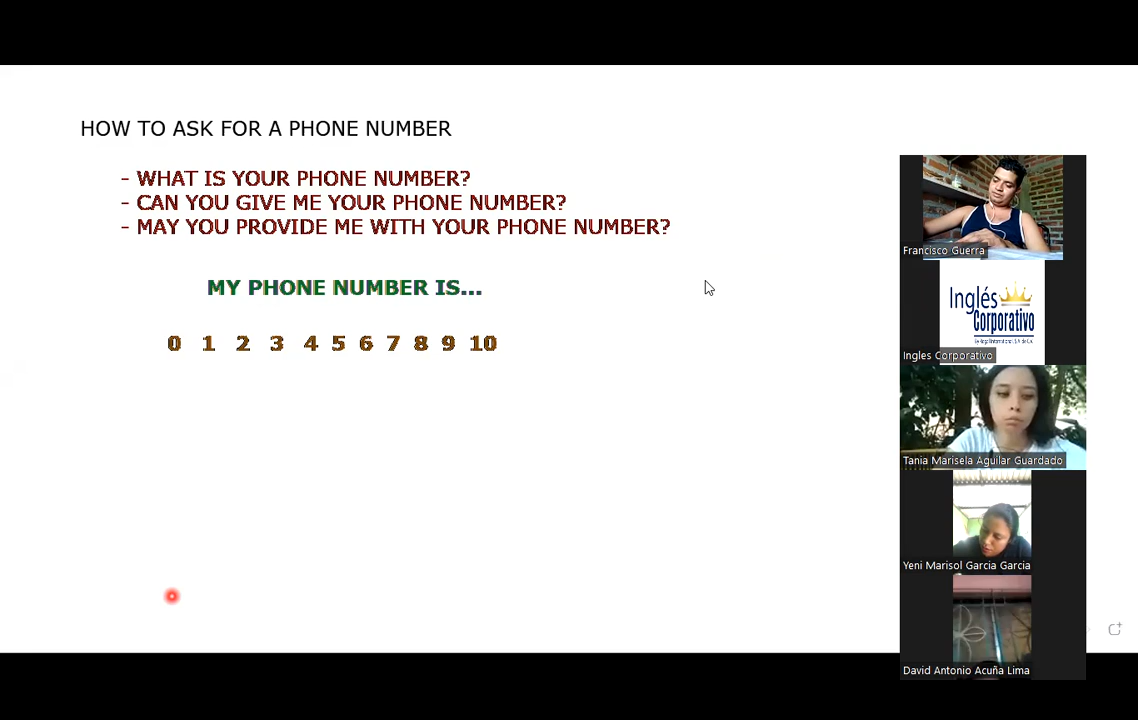 HOW TO ASK FOR A PHONE NUMBER
- WHAT IS YOUR PHONE NUMBER?
- CAN YOU GIVE ME YOUR PHONE NUMBER?
- MAY YOU PROVIDE ME WITH YOUR PHONE NUMBER?
MY PHONE NUMBER IS...
0 1 2 3 4 5 6 7 8 9 10
Francisco Guerra
Inglés
Corporativo
Ingles Corporativo
Tania Marisela Aguilar Guardado
Yeni Marisol Garcia Garcia
David Antonio Acuña Lima